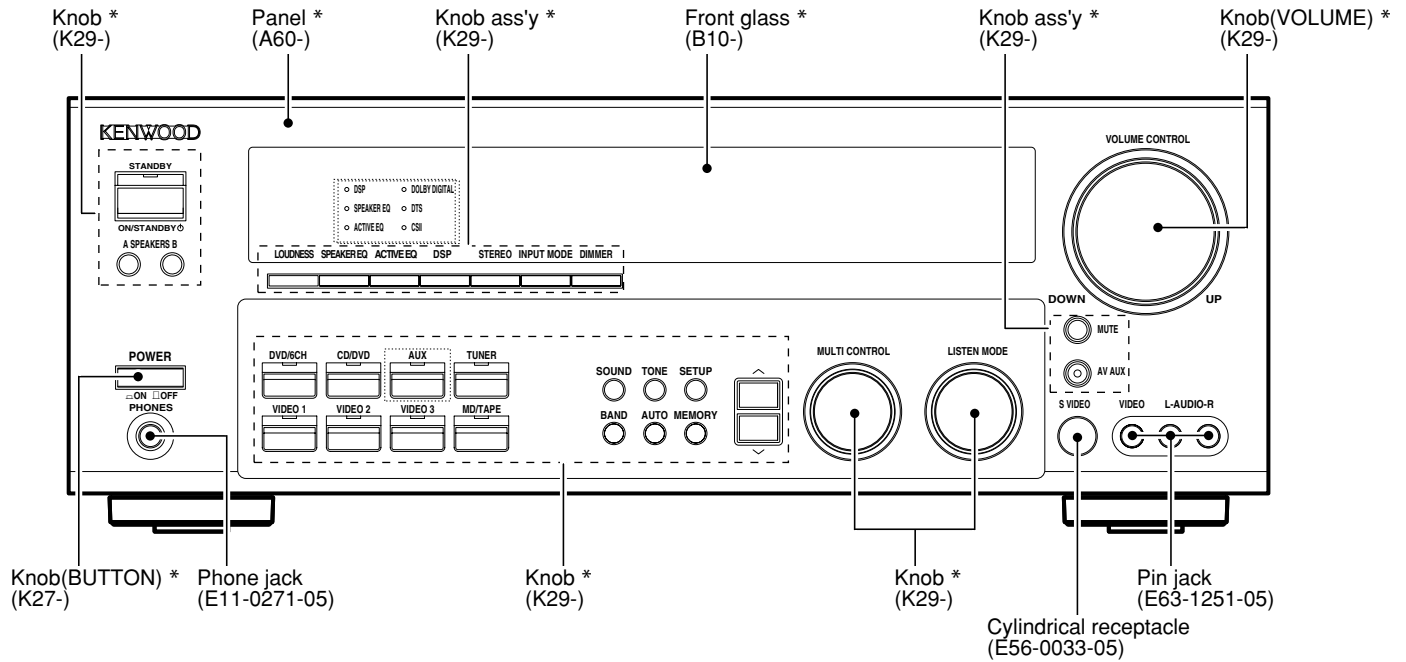 Knob *
(K29-)
Panel *
(A60-)
Knob ass'y *
(K29-)
Front glass *
(B10-)
Knob ass'y *
(K29-)
Knob(VOLUME) *
(K29-)
KENWOOD
STANDBY
ON/STANDBY
A SPEAKERS B
DSP
DOLBY DIGITAL
SPEAKER EQ
DTS
ACTIVE EQ
CSII
LOUDNESS SPEAKER EQ ACTIVE EQ DSP STEREO INPUT MODE DIMMER
VOLUME CONTROL
DOWN
UP
MUTE
AV AUX
POWER
ON OFF
PHONES
DVD/6CH CD/DVD AUX TUNER
VIDEO 1 VIDEO 2 VIDEO 3 MD/TAPE
SOUND TONE SETUP
BAND AUTO MEMORY
MULTI CONTROL
LISTEN MODE
S VIDEO
VIDEO
L-AUDIO-R
Knob(BUTTON) *
(K27-)
Phone jack
(E11-0271-05)
Knob *
(K29-)
Knob *
(K29-)
Pin jack
(E63-1251-05)
Cylindrical receptacle
(E56-0033-05)